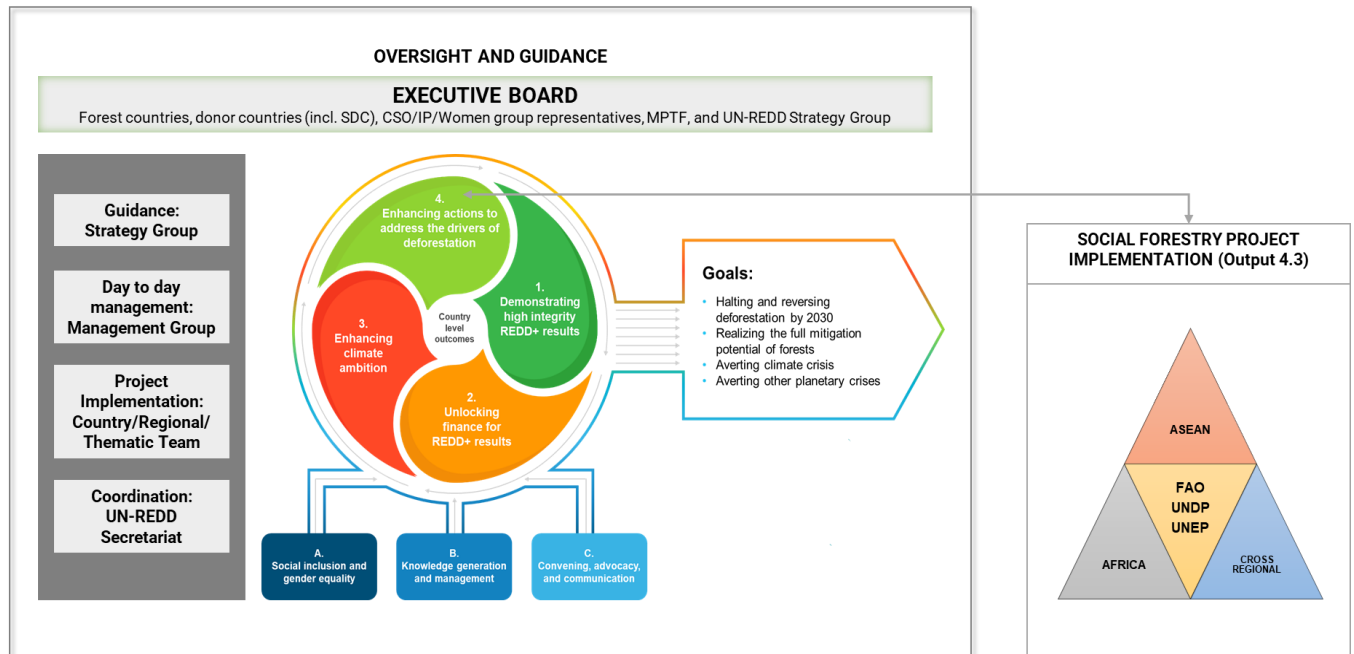 OVERSIGHT AND GUIDANCE
EXECUTIVE BOARD
Forest countries, donor countries (incl. SDC), CSO/IP/Women group representatives, MPTF, and UN-REDD Strategy Group
Guidance:
Strategy Group
Day to day
management:
Management Group
Project
Implementation:
Country/Regional/
Thematic Team
Coordination:
UN-REDD
Secretariat
4.
Enhancing actions to
address the drivers of
deforestation
1.
Demonstrating
high integrity
REDD+ results
Country
level
outcomes
3.
Enhancing
climate
ambition
2.
Unlocking
finance for
REDD+ results
A.
Social inclusion and
gender equality
B.
Knowledge generation
and management
C.
Convening, advocacy,
and communication
Goals:
• Halting and reversing
deforestation by 2030
• Realizing the full mitigation
potential of forests
• Averting climate crisis
• Averting other planetary crises
SOCIAL FORESTRY PROJECT
IMPLEMENTATION (Output 4.3)
ASEAN
FAO
UNDP
UNEP
AFRICA
CROSS
REGIONAL